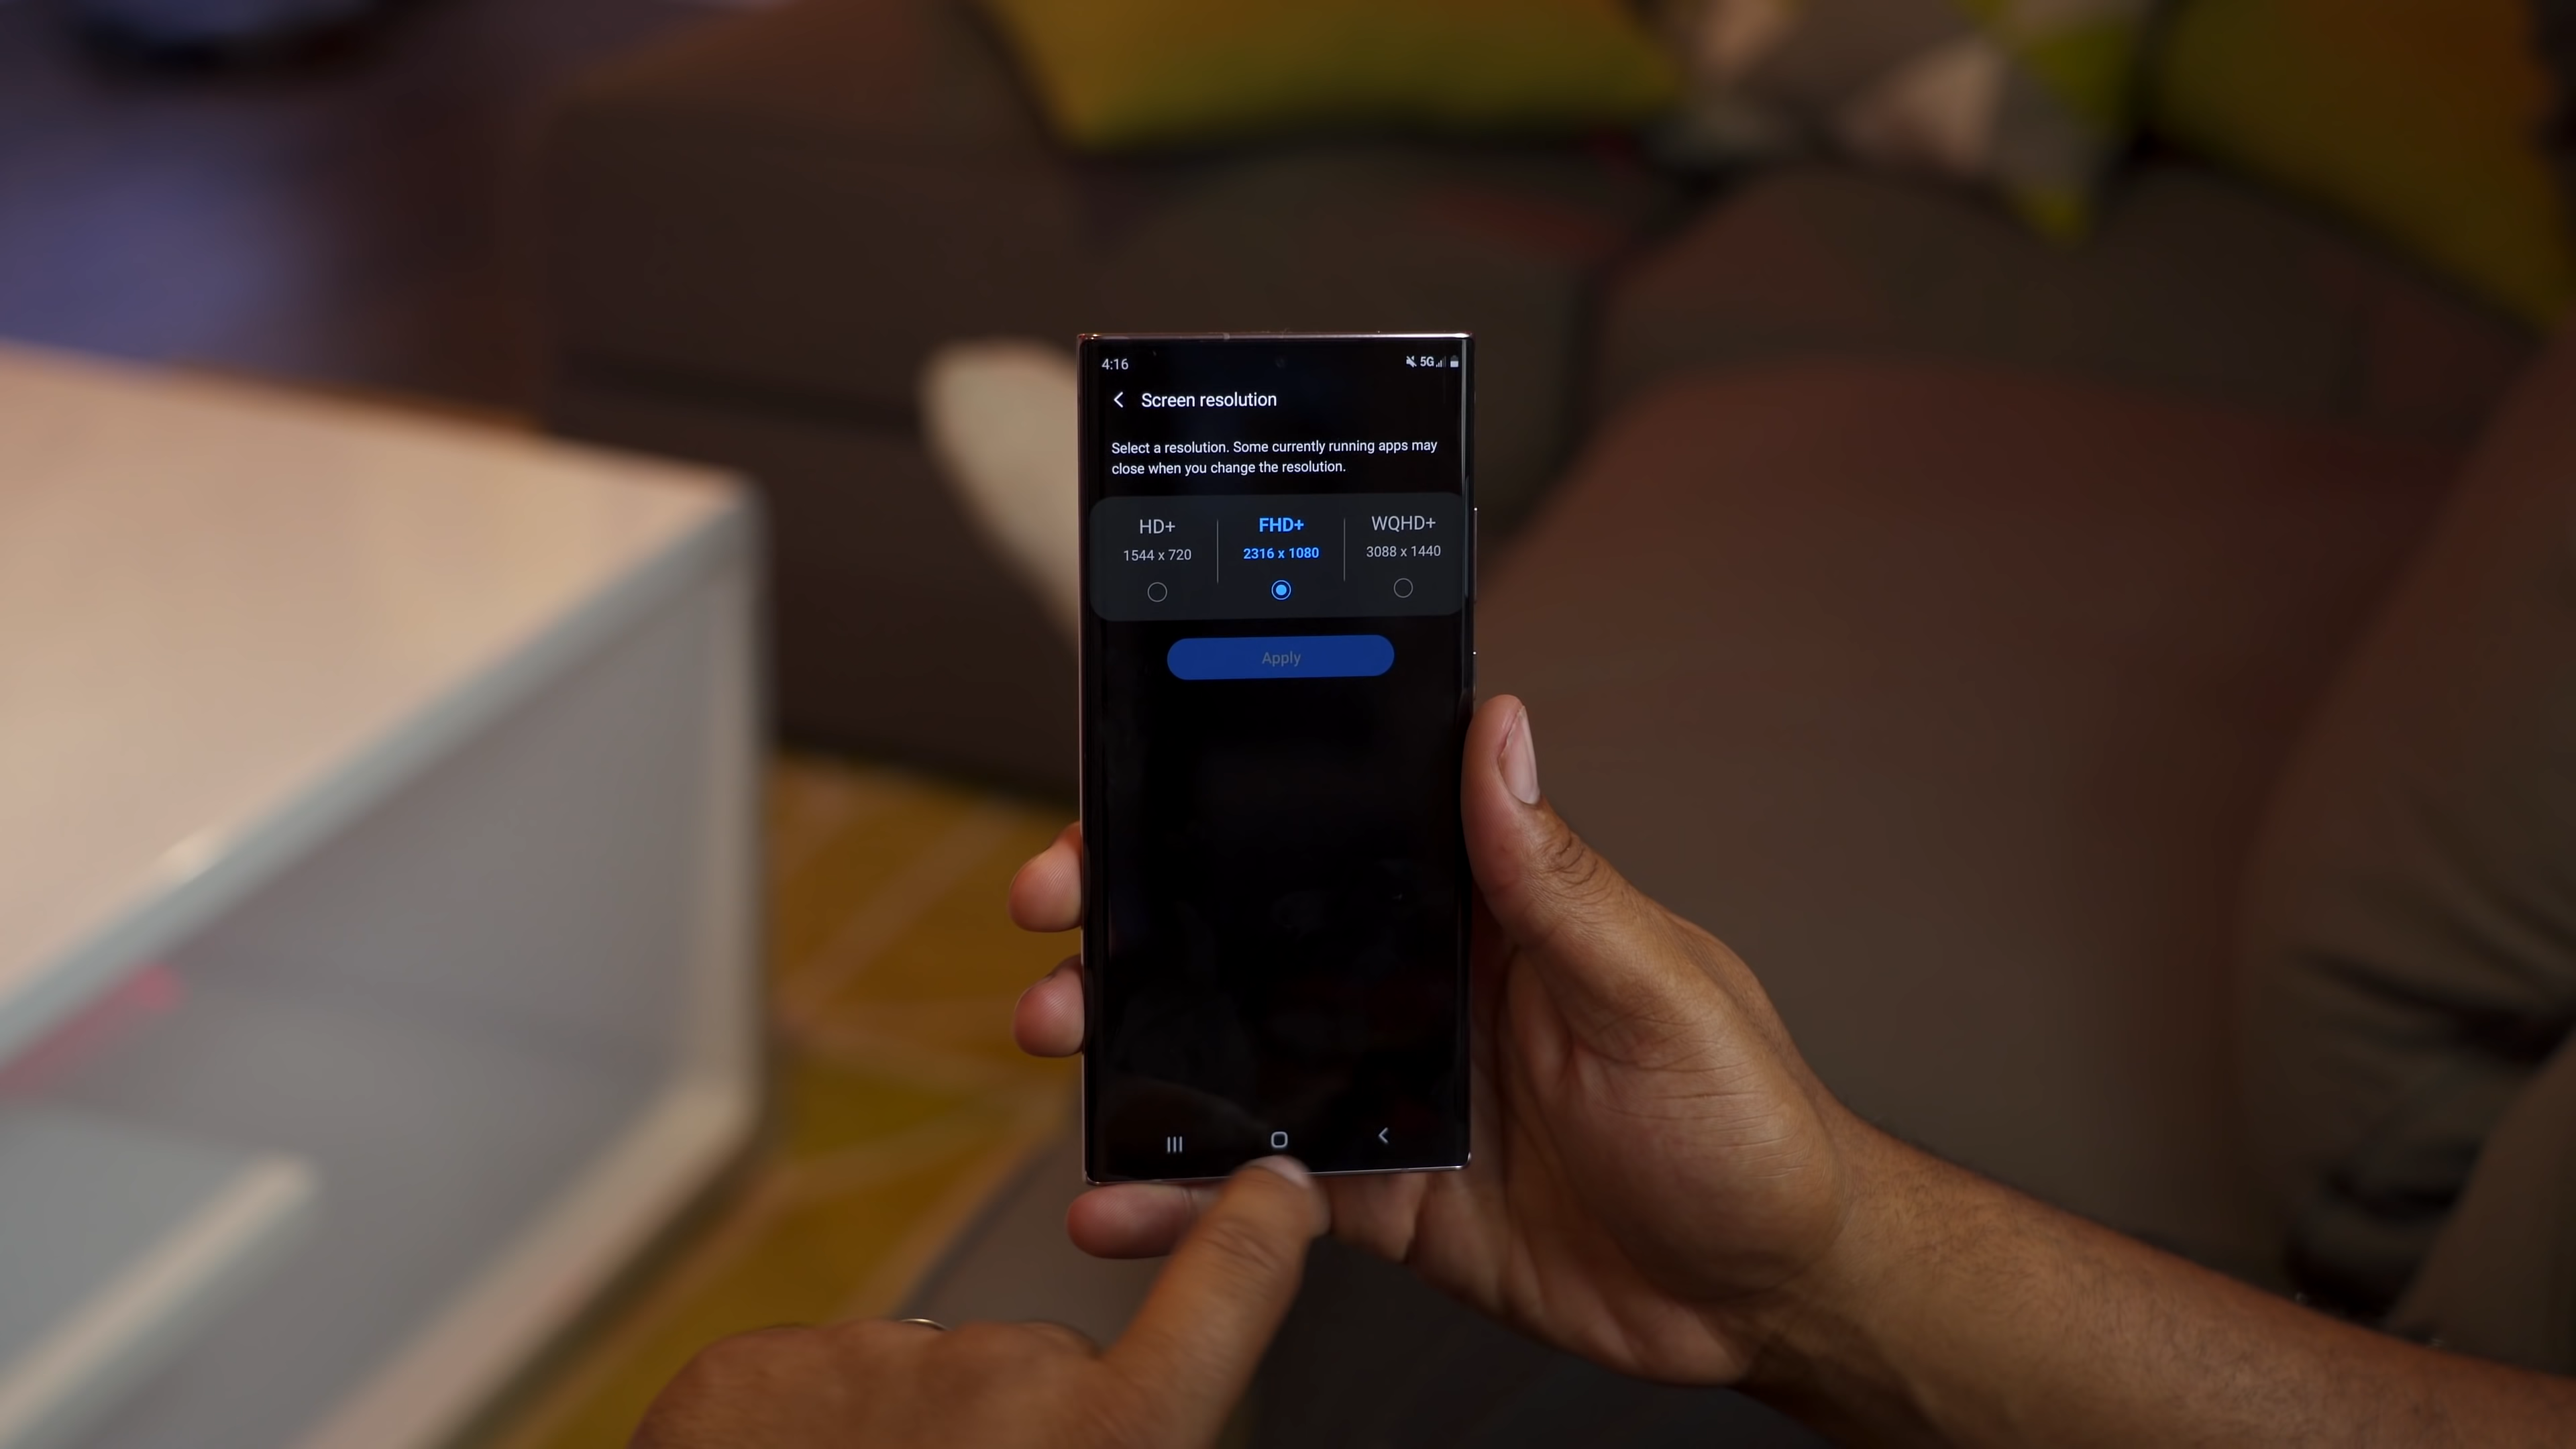 4:16
5G
Screen resolution
Select a resolution. Some currently running apps may
close when you change the resolution.
HD+
FHD+
WQHD+
1544 x 720
2316 x 1080
3088 x 1440
Apply